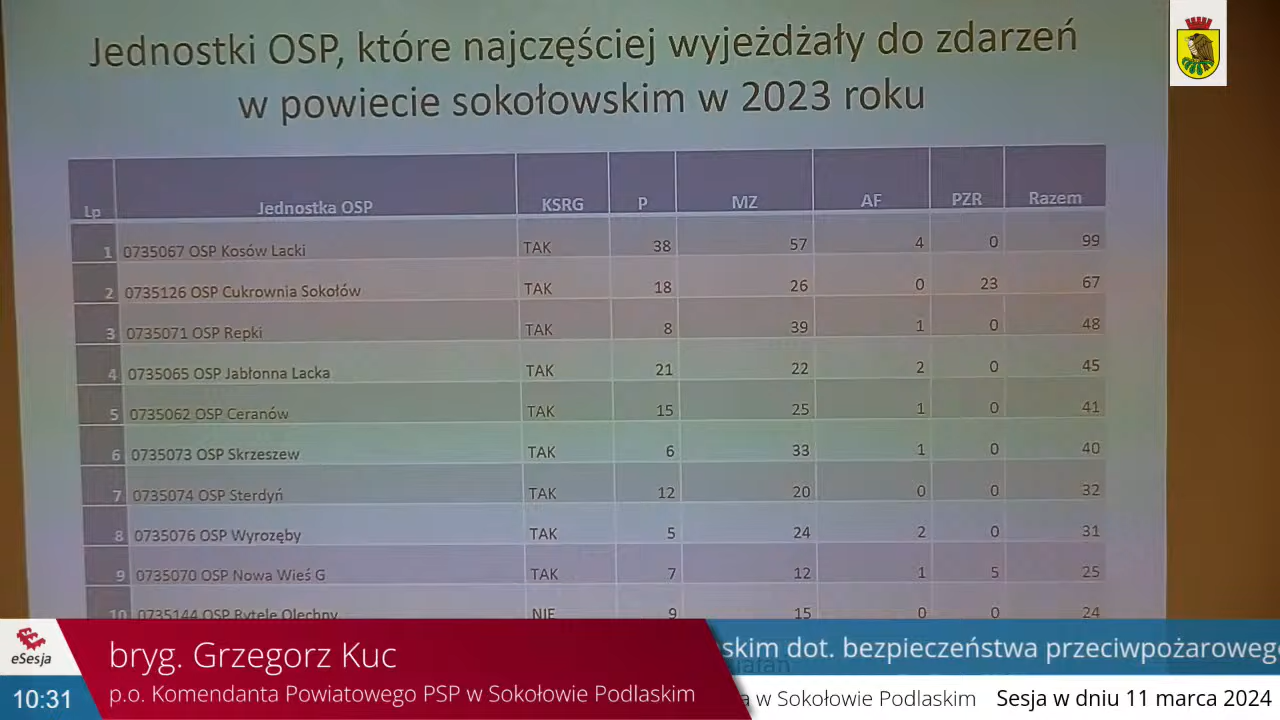 Jednostki OSP, które najczęściej wyjeżdżały do zdarzeń
w powiecie sokołowskim w 2023 roku
Lp Jednostka OSP KSRG P MZ AF PZR Razem
1 0735067 OSP Kosów Lacki TAK 38 57 4 0 99
2 0735126 OSP Cukrownia Sokołów TAK 18 26 0 23 67
3 0735071 OSP Repki TAK 8 39 1 0 48
4 0735065 OSP Jabłonna Lacka TAK 21 22 2 0 45
5 0735062 OSP Ceranów TAK 15 25 1 0 41
6 0735073 OSP Skrzeszew TAK 6 33 1 0 40
7 0735074 OSP Sterdyń TAK 12 20 0 0 32
8 0735076 OSP Wyrozęby TAK 5 24 2 0 31
9 0735070 OSP Nowa Wieś G TAK 7 12 1 5 25
10 0735144 OSP Rytele Olechny NIE 9 15 0 0 24
eSesja
10:31
bryg. Grzegorz Kuc
p.o. Komendanta Powiatowego PSP w Sokołowie Podlaskim
skim dot. bezpieczeństwa przeciwpożarowego
a w Sokołowie Podlaskim Sesja w dniu 11 marca 2024